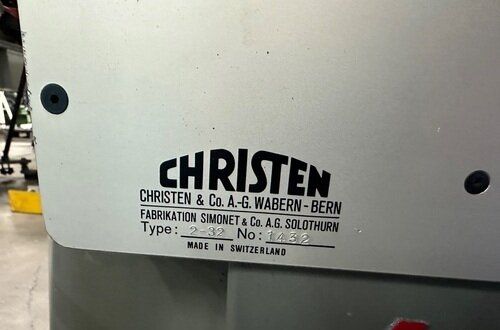 CHRISTEN
CHRISTEN & Co. A.-G. WABERN-BERN
FABRIKATION SIMONET & Co. A.G. SOLOTHURN
Type: 2-32 No: 1432
MADE IN SWITZERLAND